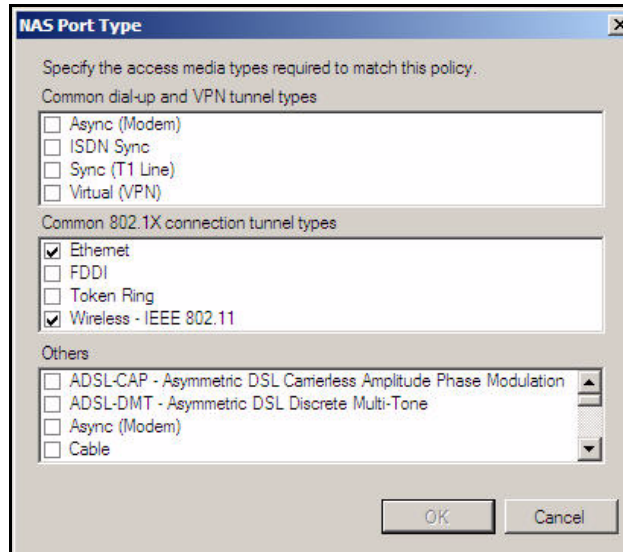 NAS Port Type
Specify the access media types required to match this policy.
Common dial-up and VPN tunnel types
Async (Modem)
ISDN Sync
Sync (T1 Line)
Virtual (VPN)
Common 802.1X connection tunnel types
Ethernet
FDDI
Token Ring
Wireless - IEEE 802.11
Others
ADSL-CAP - Asymmetric DSL Carrierless Amplitude Phase Modulation
ADSL-DMT - Asymmetric DSL Discrete Multi-Tone
Async (Modem)
Cable
OK Cancel